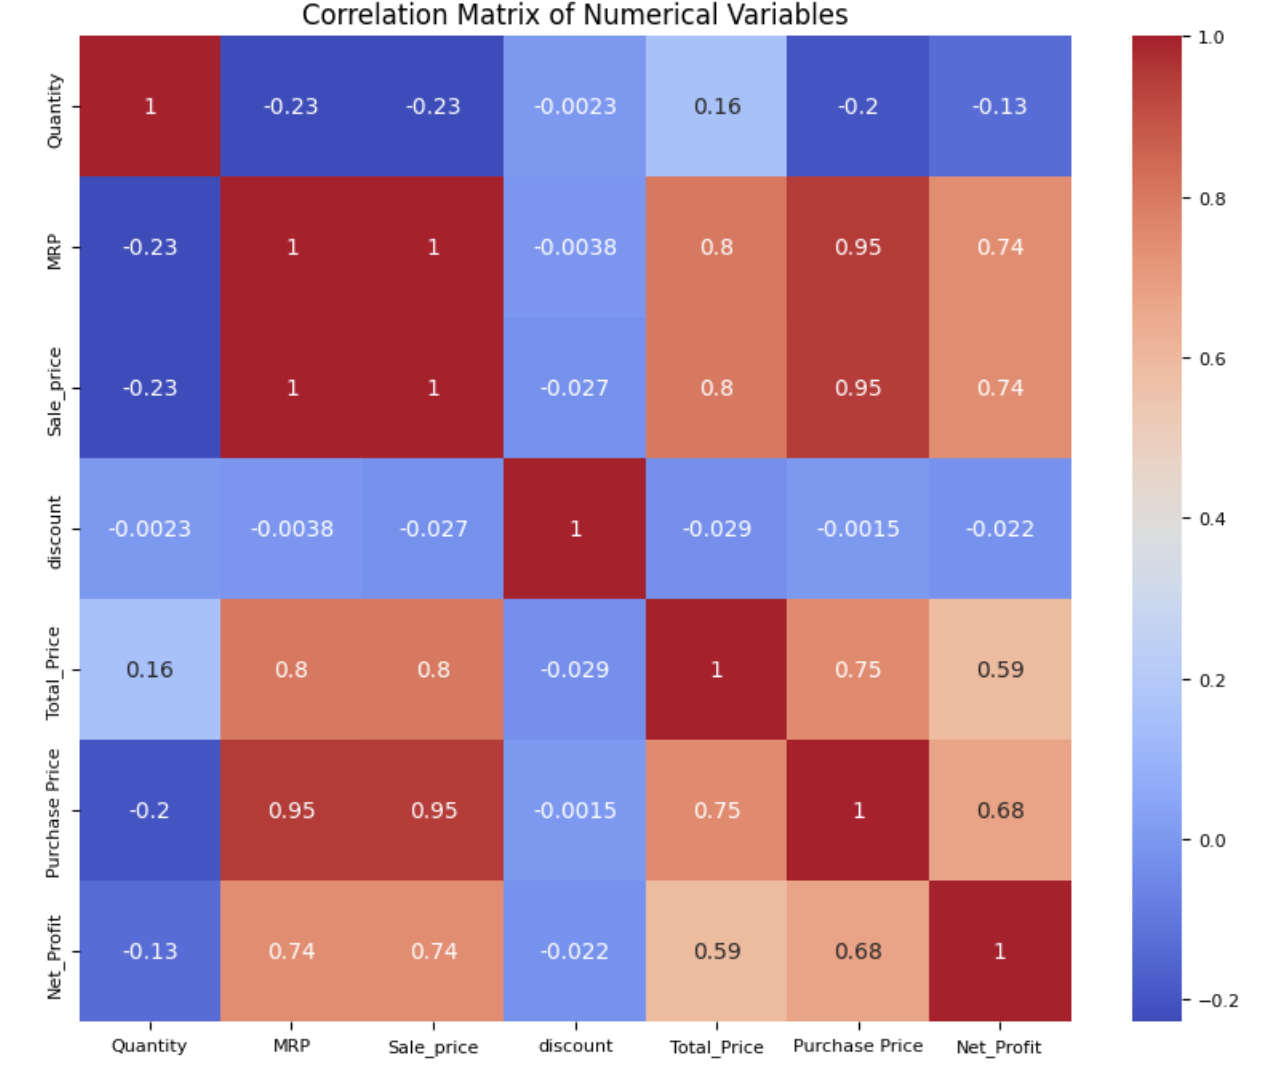 Correlation Matrix of Numerical Variables
Quantity 1 -0.23 -0.23 -0.0023 0.16 -0.2 -0.13
MRP -0.23 1 1 -0.0038 0.8 0.95 0.74
Sale_price -0.23 1 1 -0.027 0.8 0.95 0.74
discount -0.0023 -0.0038 -0.027 1 -0.029 -0.0015 -0.022
Total_Price 0.16 0.8 0.8 -0.029 1 0.75 0.59
Purchase Price -0.2 0.95 0.95 -0.0015 0.75 1 0.68
Net_Profit -0.13 0.74 0.74 -0.022 0.59 0.68 1
Quantity MRP Sale_price discount Total_Price Purchase Price Net_Profit
1.0
0.8
0.6
0.4
0.2
0.0
−0.2